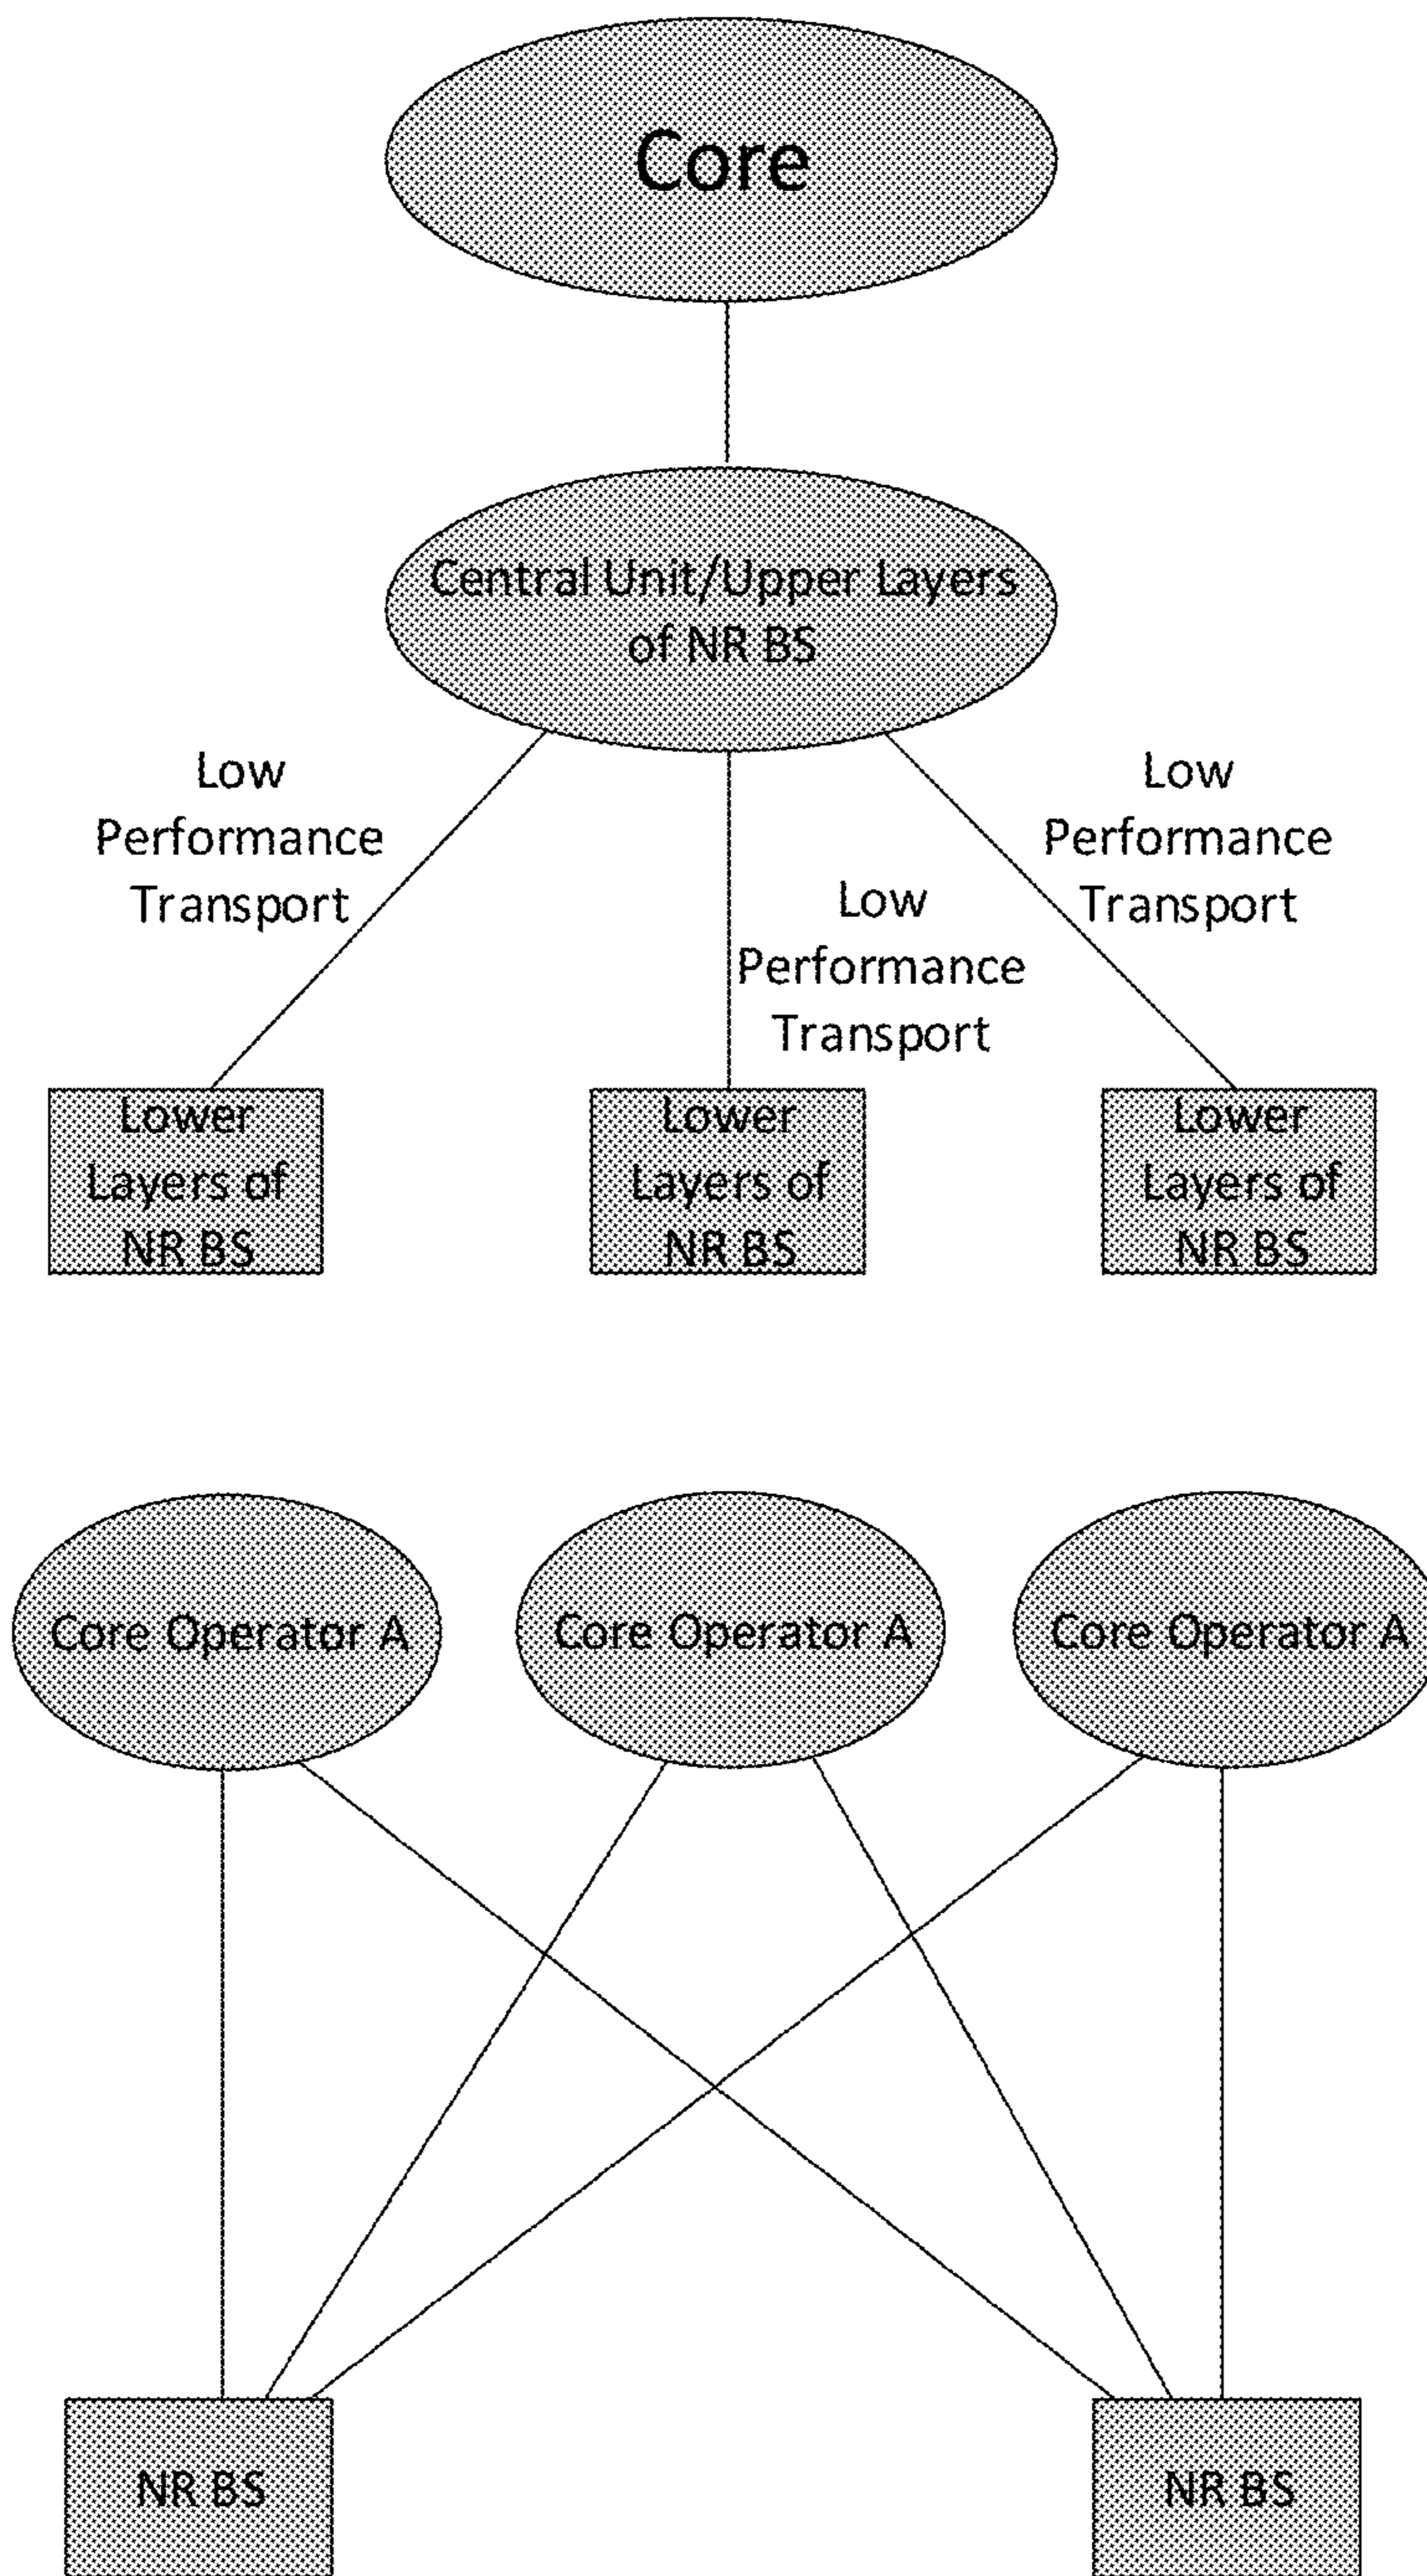 Core
Central Unit/Upper Layers
of NR BS
Low
Performance
Transport
Low
Performance
Transport
Low
Performance
Transport
Lower
Layers of
NR BS
Lower
Layers of
NR BS
Lower
Layers of
NR BS
Core Operator A
Core Operator A
Core Operator A
NR BS
NR BS